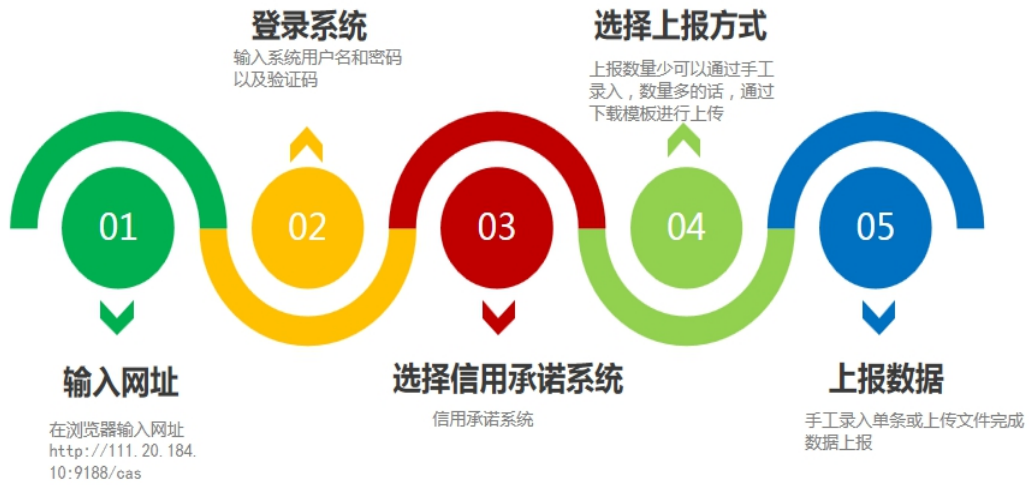 登录系统
输入系统用户名和密码
以及验证码
选择上报方式
上报数量少可以通过手工
录入，数量多的话，通过
下载模板进行上传
01
02
03
04
05
输入网址
在浏览器输入网址
http://111.20.184.
10:9188/cas
选择信用承诺系统
信用承诺系统
上报数据
手工录入单条或上传文件完成
数据上报